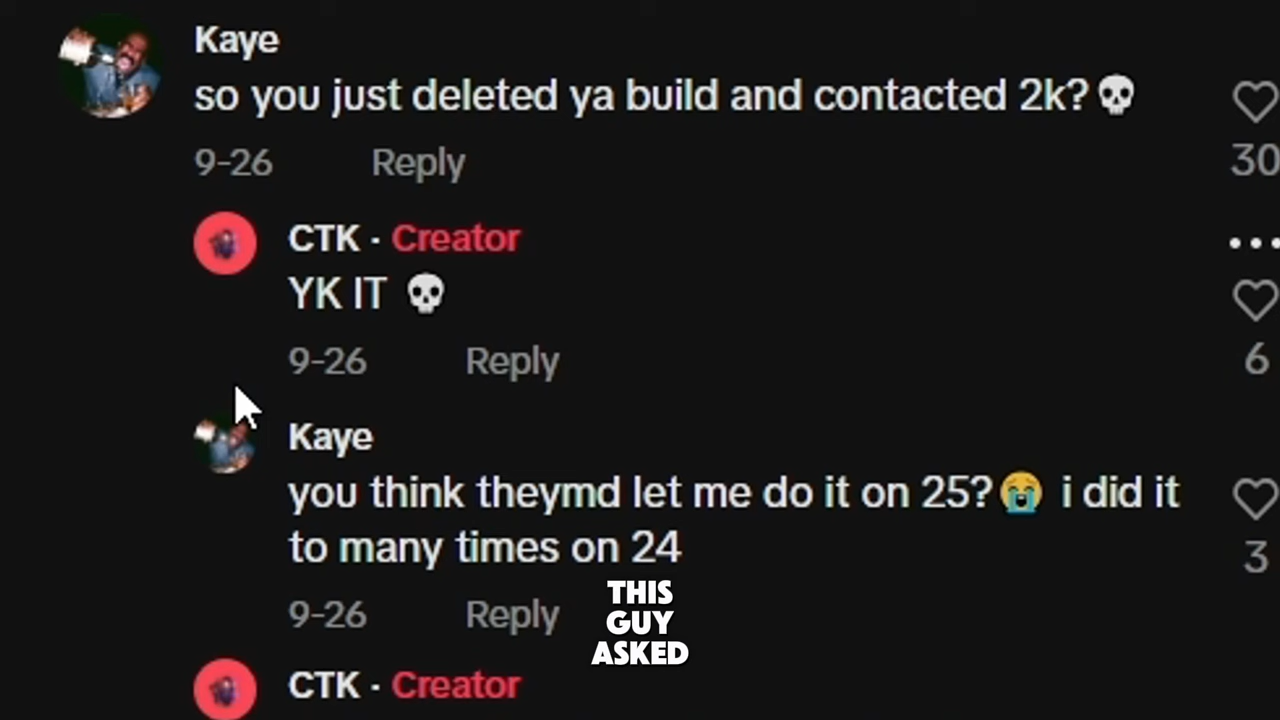 Kaye
so you just deleted ya build and contacted 2k?💀
9-26 Reply
30
CTK · Creator
YK IT 💀
9-26 Reply
6
Kaye
you think theymd let me do it on 25?😭 i did it
to many times on 24
3
9-26 Reply
THIS
GUY
ASKED
CTK · Creator